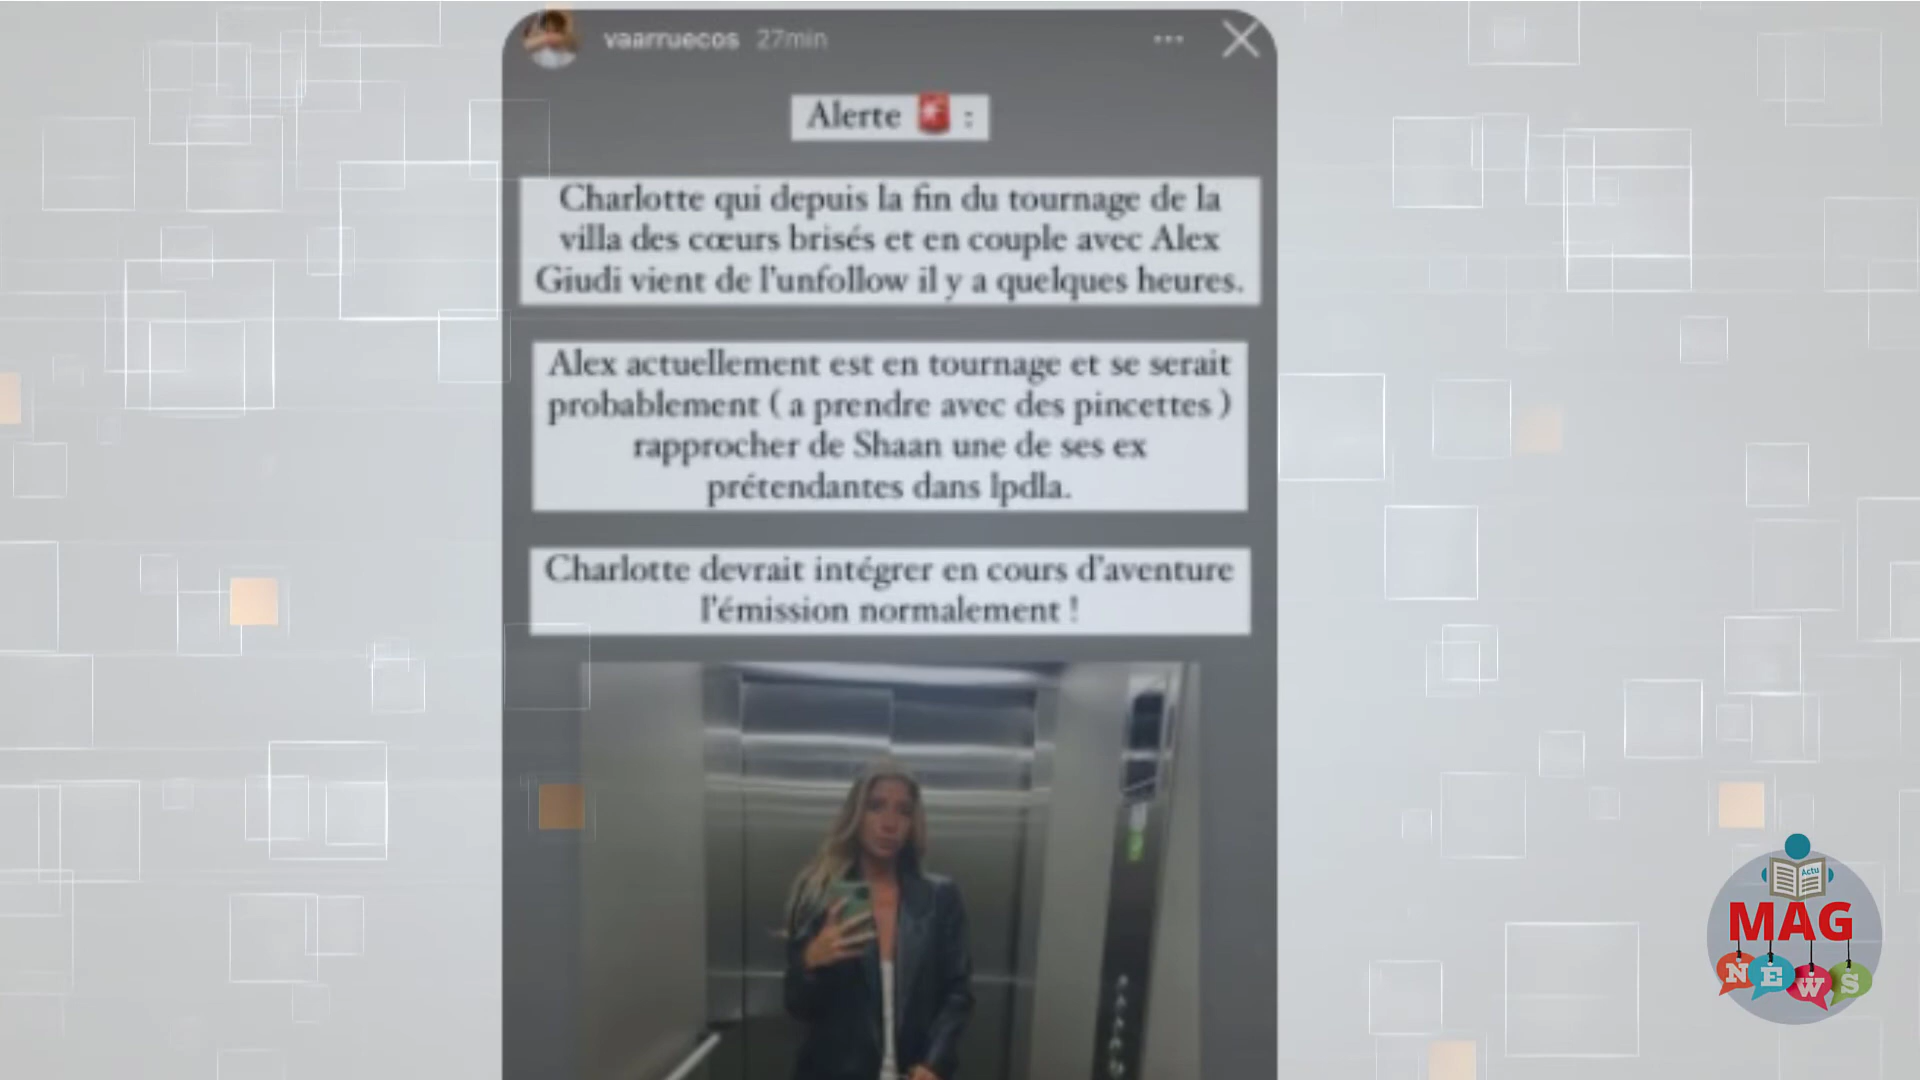 vaarruecos 27min
Alerte 🚨 :
Charlotte qui depuis la fin du tournage de la
villa des cœurs brisés et en couple avec Alex
Giudi vient de l'unfollow il y a quelques heures.
Alex actuellement est en tournage et se serait
probablement ( a prendre avec des pincettes )
rapprocher de Shaan une de ses ex
prétendantes dans lpdla.
Charlotte devrait intégrer en cours d'aventure
l'émission normalement !
Actu
MAG
NEWS